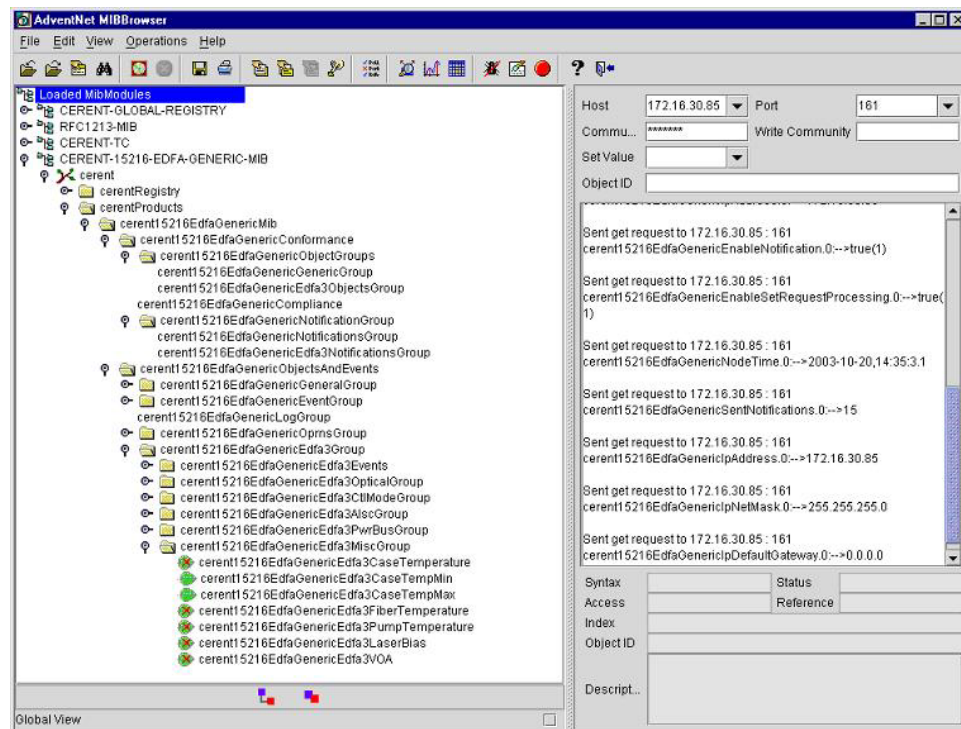 AdventNet MIBBrowser
File Edit View Operations Help
Loaded MibModules
CERENT-GLOBAL-REGISTRY
RFC1213-MIB
CERENT-TC
CERENT-15216-EDFA-GENERIC-MIB
cerent
cerentRegistry
cerentProducts
cerent15216EdfaGenericMib
cerent15216EdfaGenericConformance
cerent15216EdfaGenericObjectGroups
cerent15216EdfaGenericGenericGroup
cerent15216EdfaGenericEdfa3ObjectsGroup
cerent15216EdfaGenericCompliance
cerent15216EdfaGenericNotificationGroup
cerent15216EdfaGenericNotificationsGroup
cerent15216EdfaGenericEdfa3NotificationsGroup
cerent15216EdfaGenericObjectsAndEvents
cerent15216EdfaGenericGeneralGroup
cerent15216EdfaGenericEventGroup
cerent15216EdfaGenericLogGroup
cerent15216EdfaGenericOprnsGroup
cerent15216EdfaGenericEdfa3Group
cerent15216EdfaGenericEdfa3Events
cerent15216EdfaGenericEdfa3OpticalGroup
cerent15216EdfaGenericEdfa3CtlModeGroup
cerent15216EdfaGenericEdfa3AlscGroup
cerent15216EdfaGenericEdfa3PwrBusGroup
cerent15216EdfaGenericEdfa3MiscGroup
cerent15216EdfaGenericEdfa3CaseTemperature
cerent15216EdfaGenericEdfa3CaseTempMin
cerent15216EdfaGenericEdfa3CaseTempMax
cerent15216EdfaGenericEdfa3FiberTemperature
cerent15216EdfaGenericEdfa3PumpTemperature
cerent15216EdfaGenericEdfa3LaserBias
cerent15216EdfaGenericEdfa3VOA
Global View
Host 172.16.30.85 Port 161
Commu... ******* Write Community
Set Value
Object ID
Sent get request to 172.16.30.85 : 161
cerent15216EdfaGenericEnableNotification.0:-->true(1)
Sent get request to 172.16.30.85 : 161
cerent15216EdfaGenericEnableSetRequestProcessing.0:-->true(
1)
Sent get request to 172.16.30.85 : 161
cerent15216EdfaGenericNodeTime.0:-->2003-10-20,14:35:3.1
Sent get request to 172.16.30.85 : 161
cerent15216EdfaGenericSentNotifications.0:-->15
Sent get request to 172.16.30.85 : 161
cerent15216EdfaGenericIpAddress.0:-->172.16.30.85
Sent get request to 172.16.30.85 : 161
cerent15216EdfaGenericIpNetMask.0:-->255.255.255.0
Sent get request to 172.16.30.85 : 161
cerent15216EdfaGenericIpDefaultGateway.0:-->0.0.0.0
Syntax Status
Access Reference
Index
Object ID
Descript...